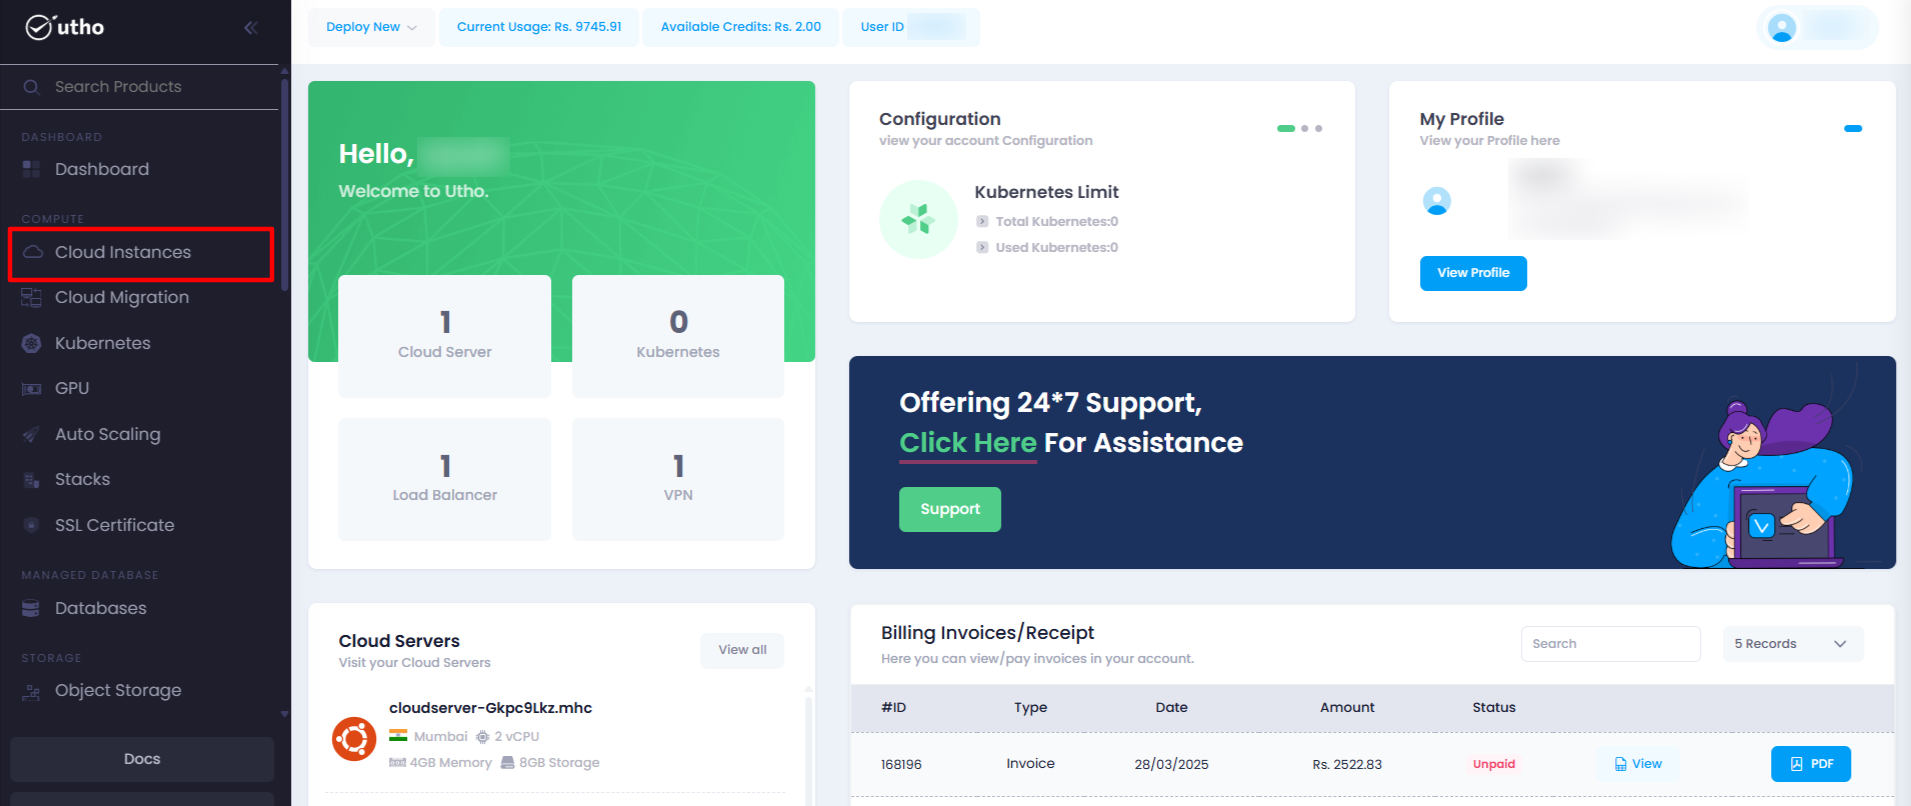 utho
Search Products
DASHBOARD
Dashboard
COMPUTE
Cloud Instances
Cloud Migration
Kubernetes
GPU
Auto Scaling
Stacks
SSL Certificate
MANAGED DATABASE
Databases
STORAGE
Object Storage
Docs
Deploy New
Current Usage: Rs. 9745.91
Available Credits: Rs. 2.00
User ID
Hello,
Welcome to Utho.
1
Cloud Server
0
Kubernetes
1
Load Balancer
1
VPN
Configuration
view your account Configuration
Kubernetes Limit
Total Kubernetes:0
Used Kubernetes:0
My Profile
View your Profile here
View Profile
Offering 24*7 Support,
Click Here For Assistance
Support
Cloud Servers
Visit your Cloud Servers
View all
cloudserver-Gkpc9Lkz.mhc
Mumbai 2 vCPU
4GB Memory 8GB Storage
Billing Invoices/Receipt
Here you can view/pay invoices in your account.
Search
5 Records
#ID Type Date Amount Status
168196 Invoice 28/03/2025 Rs. 2522.83 Unpaid View PDF